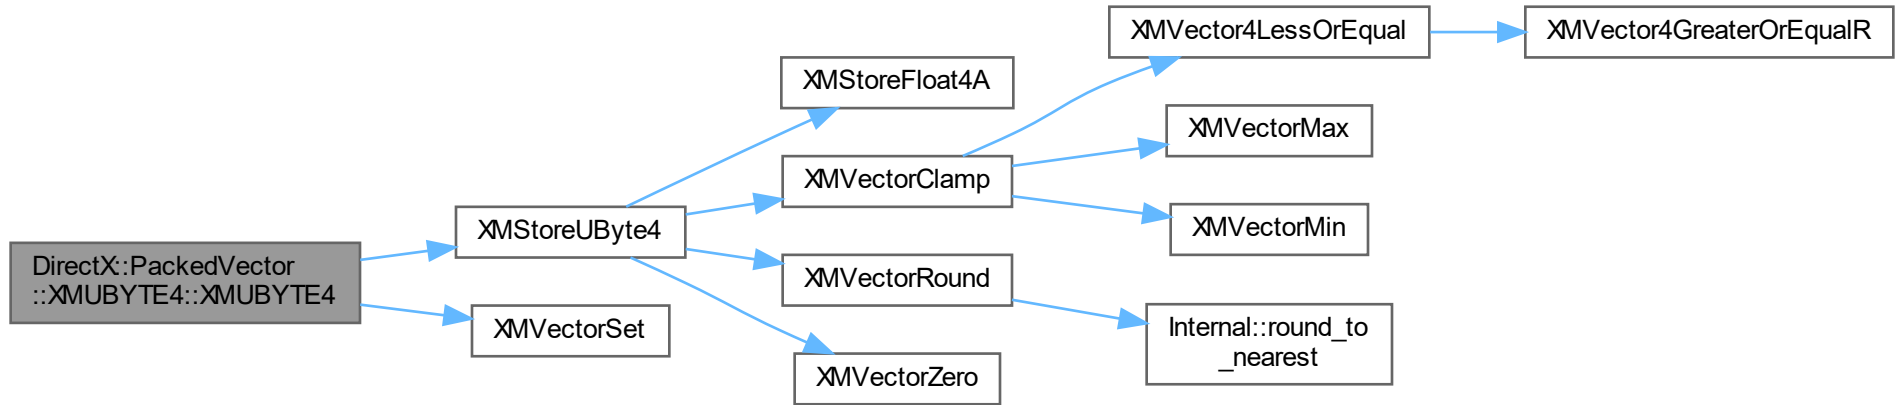 DirectX::PackedVector
::XMUBYTE4::XMUBYTE4
XMStoreUByte4
XMVectorSet
XMStoreFloat4A
XMVectorClamp
XMVectorRound
XMVectorZero
XMVector4LessOrEqual
XMVectorMax
XMVectorMin
Internal::round_to
_nearest
XMVector4GreaterOrEqualR